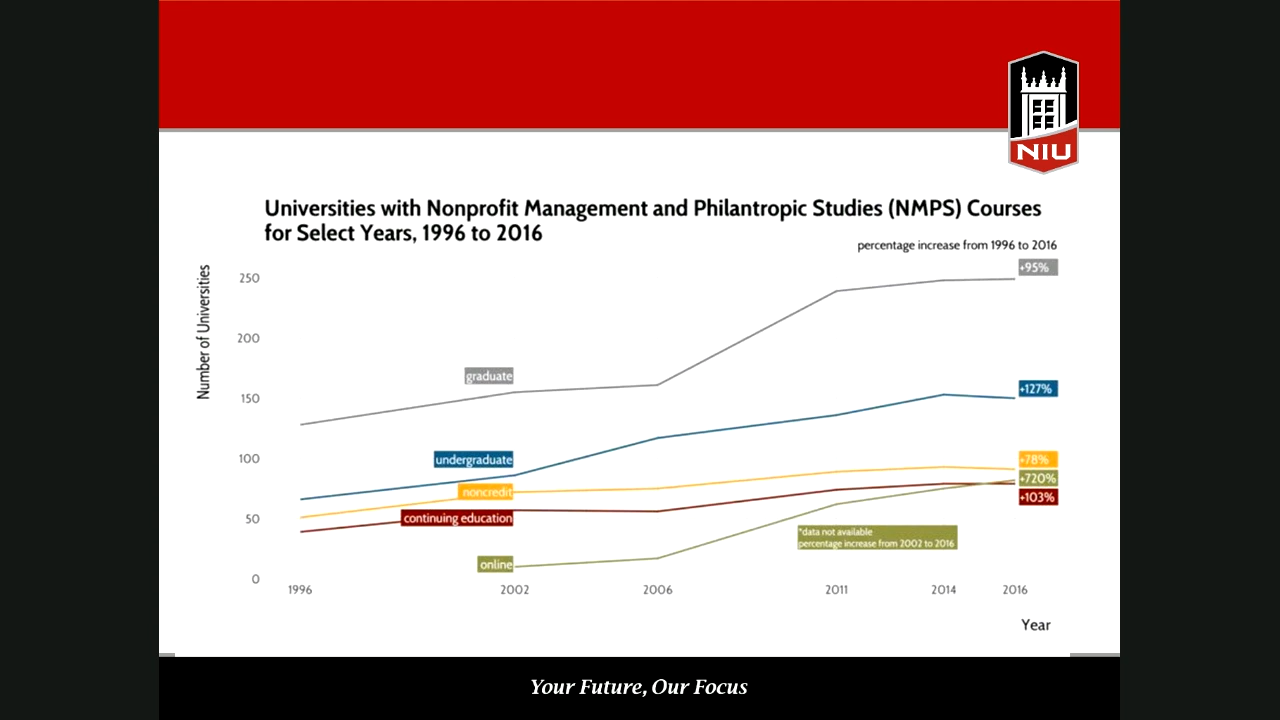 NIU
Universities with Nonprofit Management and Philantropic Studies (NMPS) Courses
for Select Years, 1996 to 2016
percentage increase from 1996 to 2016
Number of Universities
250
200
150
100
50
0
+95%
graduate
+127%
undergraduate
+78%
noncredit
+720%
+103%
continuing education
*data not available
percentage increase from 2002 to 2016
online
1996
2002
2006
2011
2014
2016
Year
Your Future, Our Focus